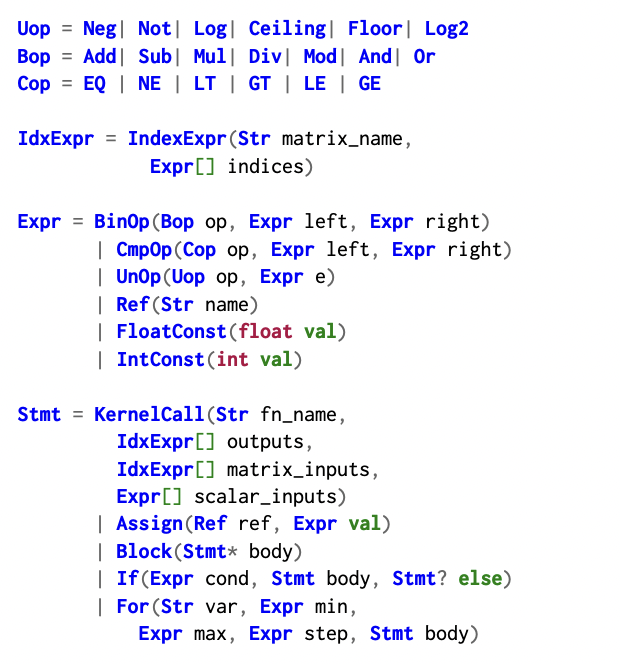 Uop = Neg| Not| Log| Ceiling| Floor| Log2
Bop = Add| Sub| Mul| Div| Mod| And| Or
Cop = EQ | NE | LT | GT | LE | GE
IdxExpr = IndexExpr(Str matrix_name,
Expr[] indices)
Expr = BinOp(Bop op, Expr left, Expr right)
| CmpOp(Cop op, Expr left, Expr right)
| UnOp(Uop op, Expr e)
| Ref(Str name)
| FloatConst(float val)
| IntConst(int val)
Stmt = KernelCall(Str fn_name,
IdxExpr[] outputs,
IdxExpr[] matrix_inputs,
Expr[] scalar_inputs)
| Assign(Ref ref, Expr val)
| Block(Stmt* body)
| If(Expr cond, Stmt body, Stmt? else)
| For(Str var, Expr min,
Expr max, Expr step, Stmt body)